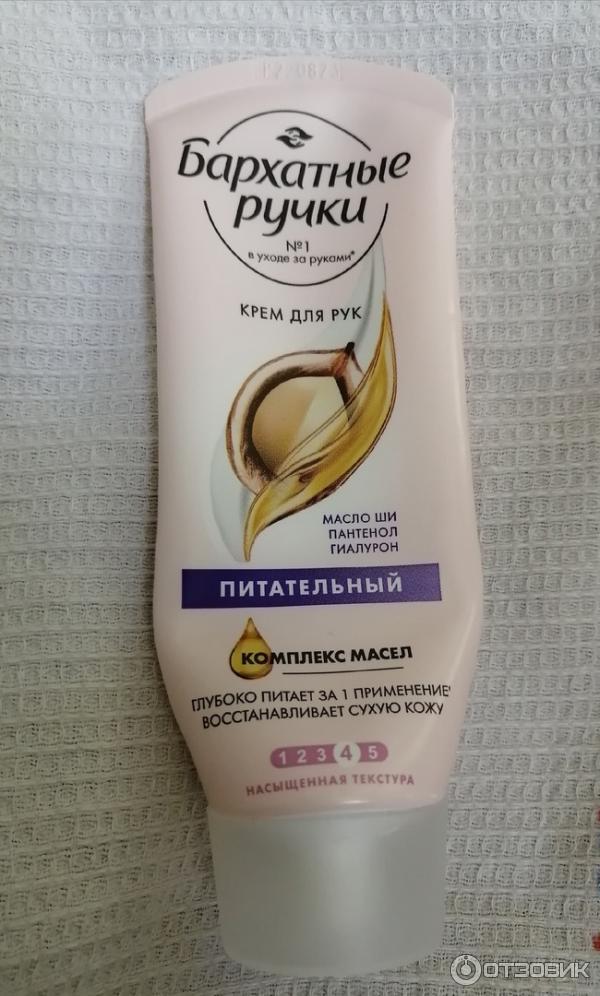 Бархатные
ручки
№1
в уходе за руками*
КРЕМ ДЛЯ РУК
МАСЛО ШИ
ПАНТЕНОЛ
ГИАЛУРОН
ПИТАТЕЛЬНЫЙ
КОМПЛЕКС МАСЕЛ
ГЛУБОКО ПИТАЕТ ЗА 1 ПРИМЕНЕНИЕ*
ВОССТАНАВЛИВАЕТ СУХУЮ КОЖУ
1 2 3 4 5
НАСЫЩЕННАЯ ТЕКСТУРА
ОТЗОВИК